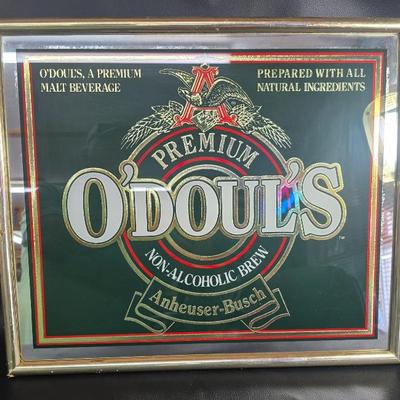 O'DOUL'S, A PREMIUM
MALT BEVERAGE
PREPARED WITH ALL
NATURAL INGREDIENTS
A
PREMIUM
O'DOUL'S
NON-ALCOHOLIC BREW
Anheuser-Busch